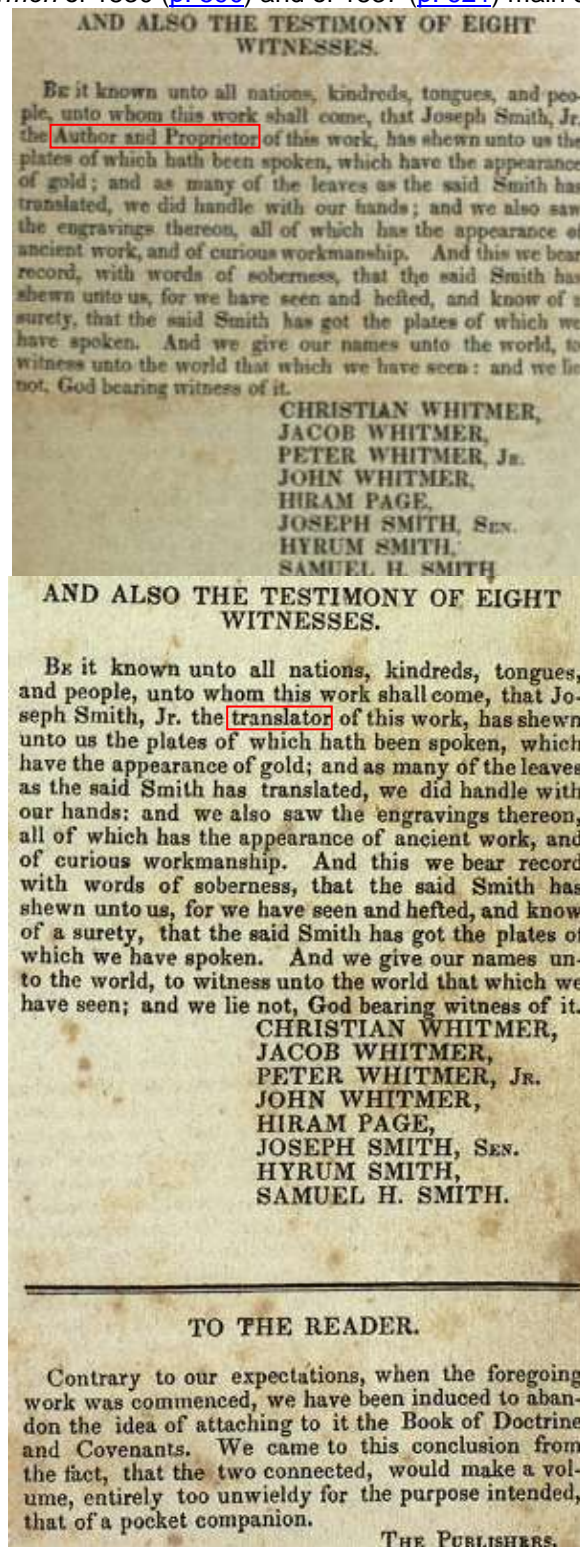 rmen of 1830 (p. 590) and of 1837 (p. 621) main
AND ALSO THE TESTIMONY OF EIGHT
WITNESSES.
BE it known unto all nations, kindreds, tongues, and peo-
ple, unto whom this work shall come, that Joseph Smith, Jr.
the Author and Proprietor of this work, has shewn unto us the
plates of which hath been spoken, which have the appearance
of gold; and as many of the leaves as the said Smith has
translated, we did handle with our hands; and we also saw
the engravings thereon, all of which has the appearance of
ancient work, and of curious workmanship. And this we bear
record, with words of soberness, that the said Smith has
shewn unto us, for we have seen and hefted, and know of a
surety, that the said Smith has got the plates of which we
have spoken. And we give our names unto the world, to
witness unto the world that which we have seen: and we lie
not, God bearing witness of it.
CHRISTIAN WHITMER,
JACOB WHITMER,
PETER WHITMER, JR.
JOHN WHITMER,
HIRAM PAGE,
JOSEPH SMITH, SEN.
HYRUM SMITH,
SAMUEL H. SMITH
AND ALSO THE TESTIMONY OF EIGHT
WITNESSES.
BE it known unto all nations, kindreds, tongues,
and people, unto whom this work shall come, that Jo-
seph Smith, Jr. the translator of this work, has shewn
unto us the plates of which hath been spoken, which
have the appearance of gold; and as many of the leaves
as the said Smith has translated, we did handle with
our hands; and we also saw the engravings thereon,
all of which has the appearance of ancient work, and
of curious workmanship. And this we bear record
with words of soberness, that the said Smith has
shewn unto us, for we have seen and hefted, and know
of a surety, that the said Smith has got the plates of
which we have spoken. And we give our names un-
to the world, to witness unto the world that which we
have seen; and we lie not, God bearing witness of it.
CHRISTIAN WHITMER,
JACOB WHITMER,
PETER WHITMER, JR.
JOHN WHITMER,
HIRAM PAGE,
JOSEPH SMITH, SEN.
HYRUM SMITH,
SAMUEL H. SMITH.
TO THE READER.
Contrary to our expectations, when the foregoing
work was commenced, we have been induced to aban-
don the idea of attaching to it the Book of Doctrine
and Covenants. We came to this conclusion from
the fact, that the two connected, would make a vol-
ume, entirely too unwieldy for the purpose intended,
that of a pocket companion.
THE PUBLISHERS.